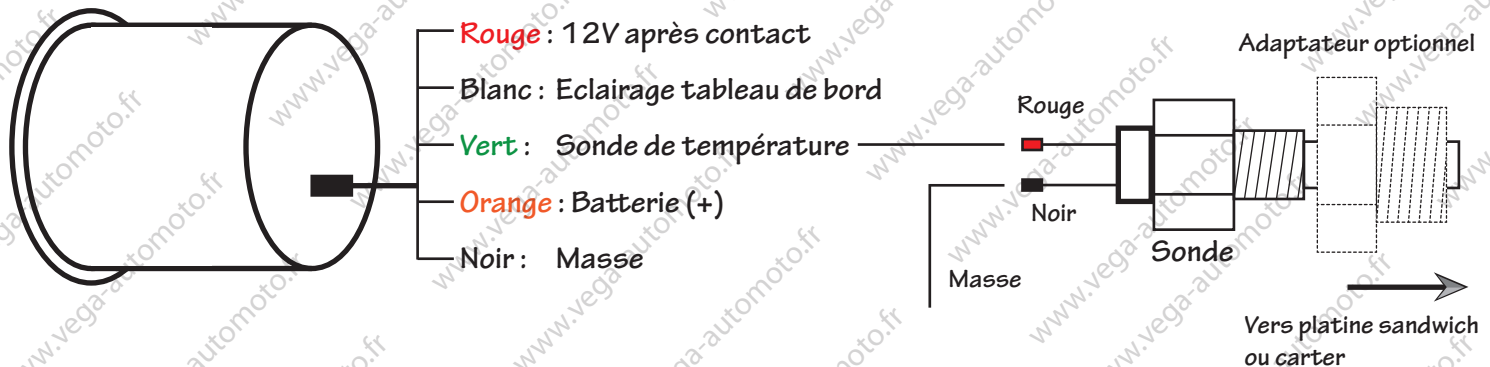 Rouge : 12V après contact
Blanc : Eclairage tableau de bord
Vert : Sonde de température
Orange : Batterie (+)
Noir : Masse
Rouge
Noir
Masse
Sonde
Adaptateur optionnel
Vers platine sandwich
ou carter
www.vega-automoto.fr